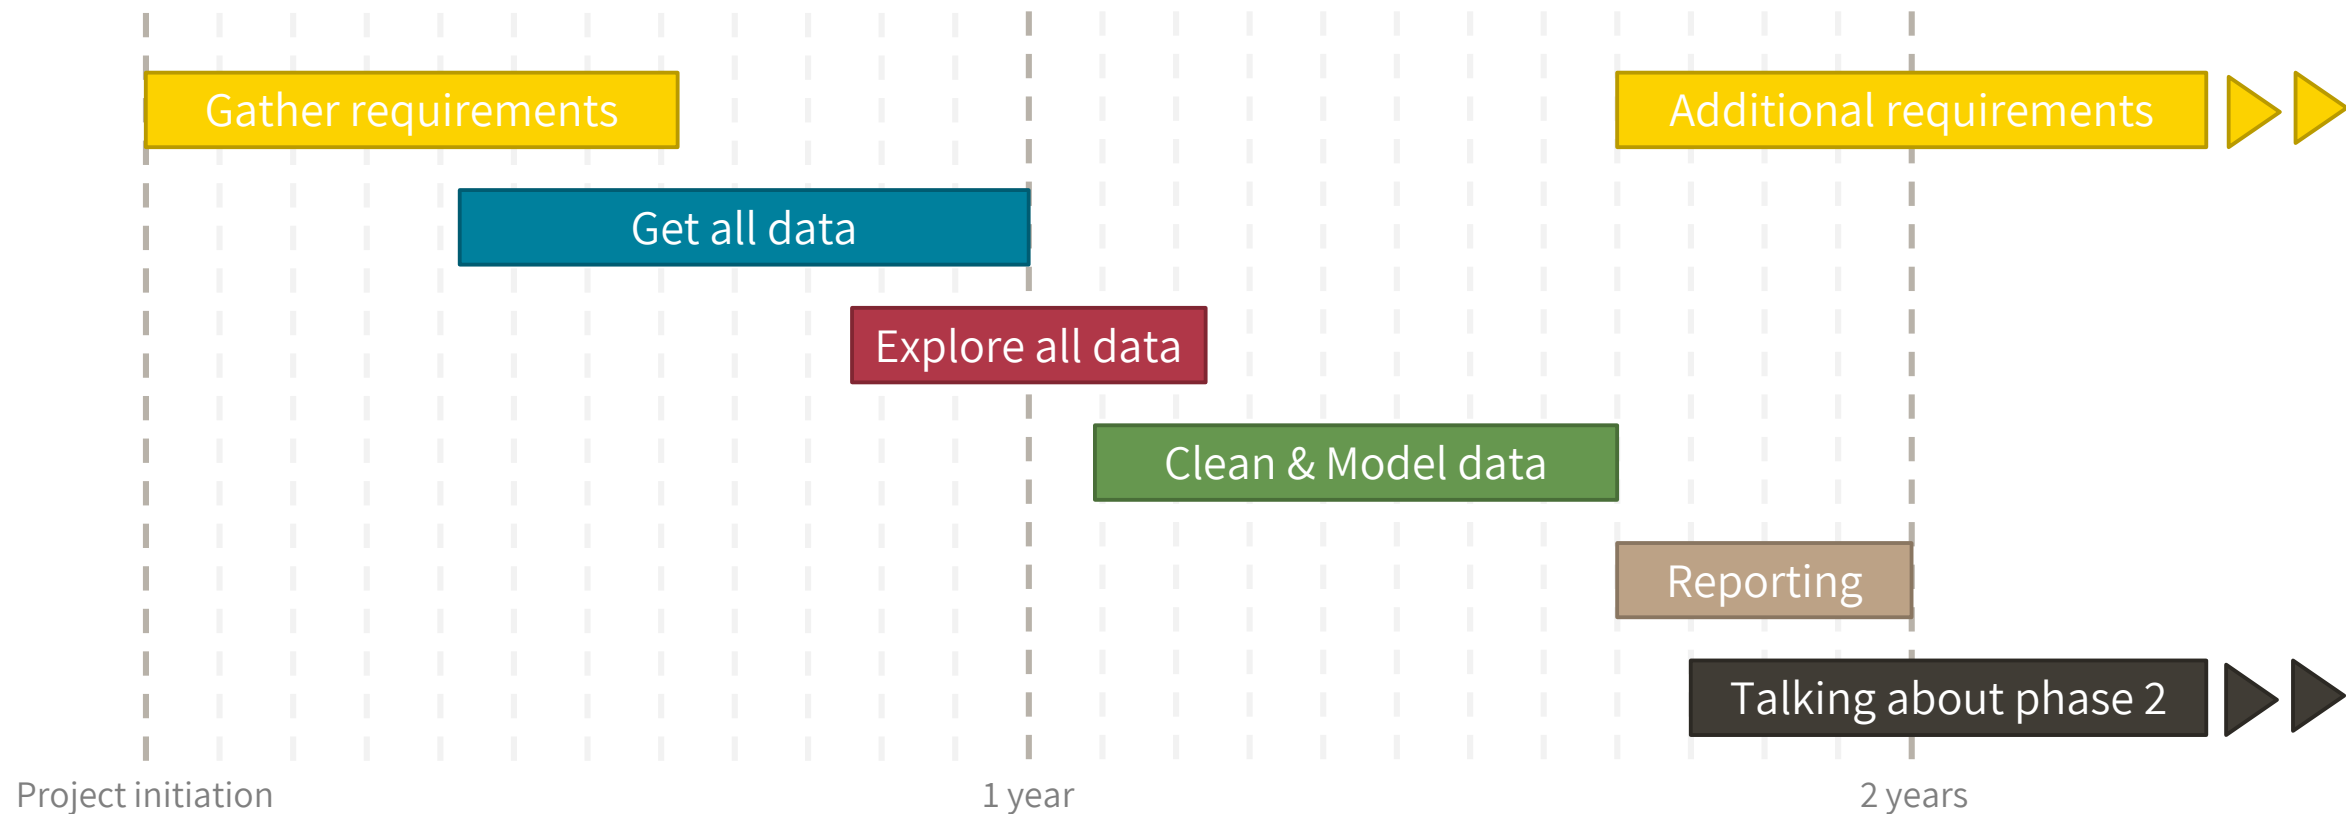 Gather requirements
Additional requirements
Get all data
Explore all data
Clean & Model data
Reporting
Talking about phase 2
Project initiation
1 year
2 years